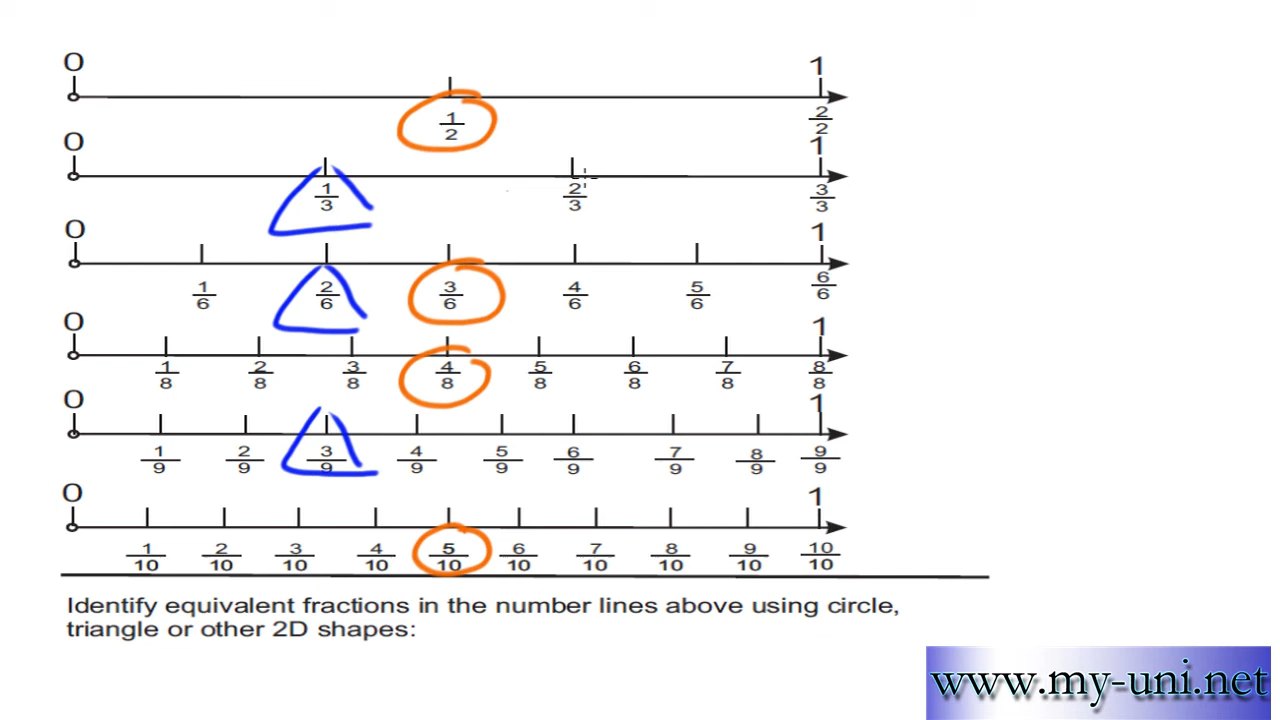 0 1
1/2 2/2
0 1
1/3 2/3 3/3
0 1
1/6 2/6 3/6 4/6 5/6 6/6
0 1
1/8 2/8 3/8 4/8 5/8 6/8 7/8 8/8
0 1
1/9 2/9 3/9 4/9 5/9 6/9 7/9 8/9 9/9
0 1
1/10 2/10 3/10 4/10 5/10 6/10 7/10 8/10 9/10 10/10
Identify equivalent fractions in the number lines above using circle,
triangle or other 2D shapes:
www.my-uni.net